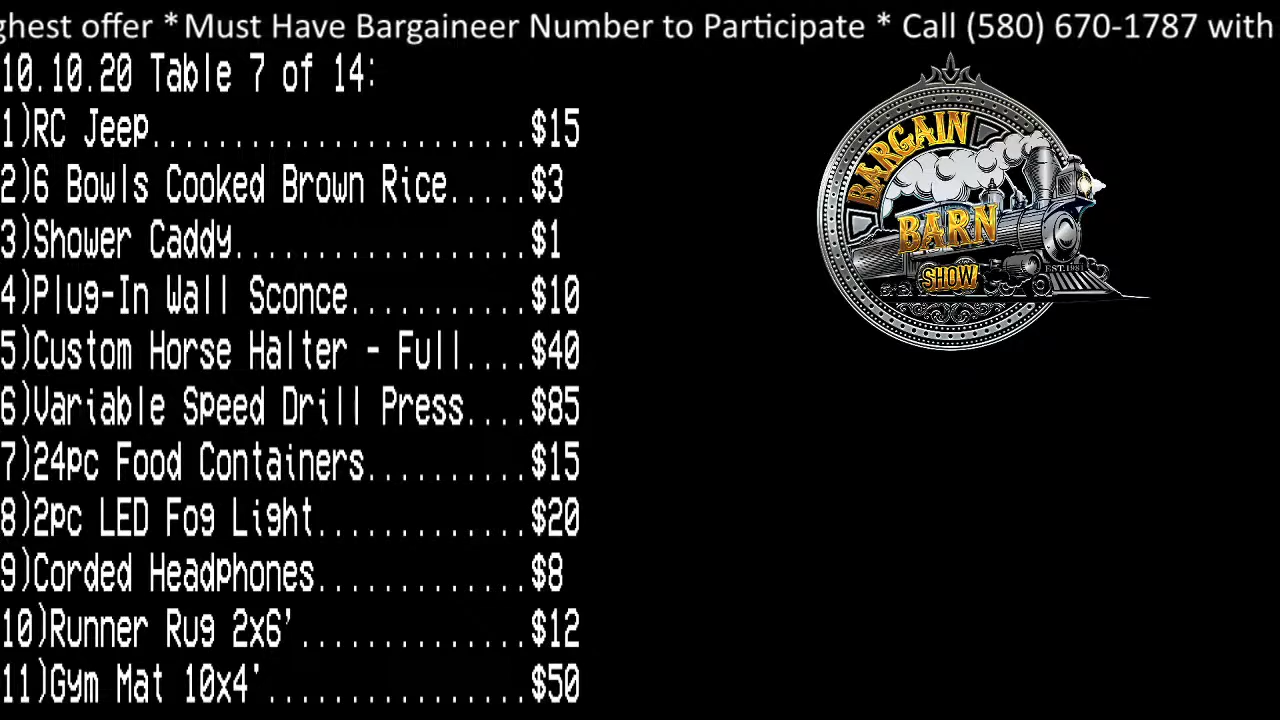 ghest offer *Must Have Bargaineer Number to Participate * Call (580) 670-1787 with
10.10.20 Table 7 of 14:
1)RC Jeep.......................$15
2)6 Bowls Cooked Brown Rice.....$3
3)Shower Caddy..................$1
4)Plug-In Wall Sconce...........$10
5)Custom Horse Halter - Full....$40
6)Variable Speed Drill Press....$85
7)24pc Food Containers..........$15
8)2pc LED Fog Light.............$20
9)Corded Headphones.............$8
10)Runner Rug 2x6'..............$12
11)Gym Mat 10x4'................$50
BARGAIN
BARN
SHOW
EST.1981